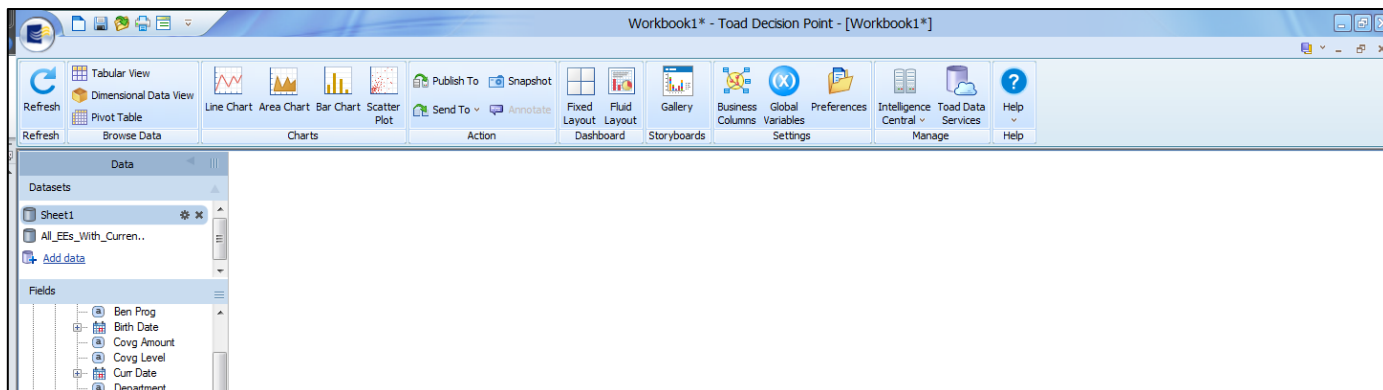 Workbook1* - Toad Decision Point - [Workbook1*]
Refresh
Tabular View
Dimensional Data View
Pivot Table
Line Chart Area Chart Bar Chart Scatter Plot
Publish To Snapshot
Send To Annotate
Fixed Layout Fluid Layout
Gallery
Business Columns Global Variables Preferences
Intelligence Central Toad Data Services
Help
Refresh Browse Data Charts Action Dashboard Storyboards Settings Manage Help
Data
Datasets
Sheet1
All_EEs_With_Curren..
Add data
Fields
Ben Prog
Birth Date
Covg Amount
Covg Level
Curr Date
Department